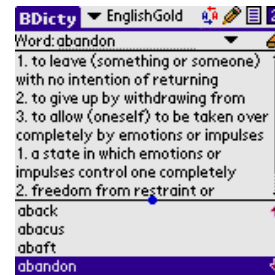 BDicty EnglishGold
Word: abandon
1. to leave (something or someone)
with no intention of returning
2. to give up by withdrawing from
3. to allow (oneself) to be taken over
completely by emotions or impulses
1. a state in which emotions or
impulses control one completely
2. freedom from restraint or
aback
abacus
abaft
abandon